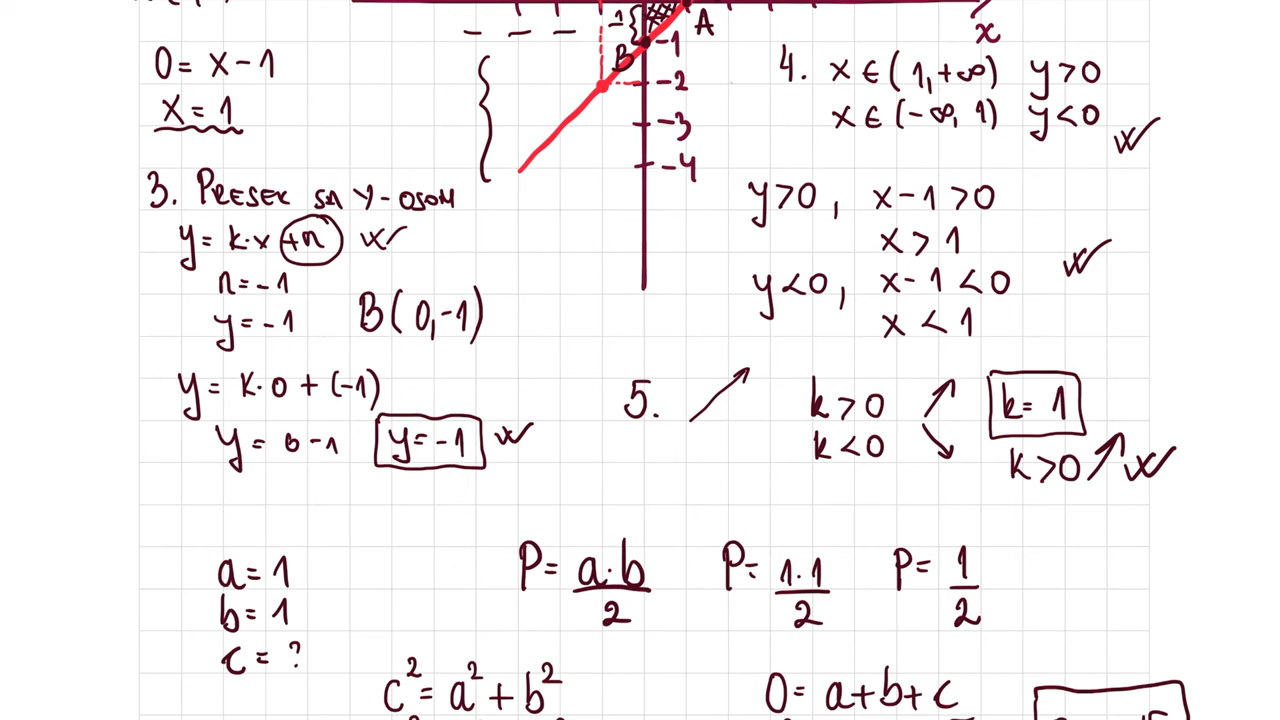 1
A
x
B
-1
-2
-3
-4
0 = x - 1
x = 1
3. PRESEK SA Y-OSOM
y = k·x + n
n = -1
y = -1 B(0,-1)
y = k·0 + (-1)
y = 0 - 1 y = -1
4. x ∈ (1, +∞) y > 0
x ∈ (-∞, 1) y < 0
y > 0, x - 1 > 0
x > 1
y < 0, x - 1 < 0
x < 1
5. ↗ k > 0 ↗ k = 1
k < 0 ↘ k > 0 ↗
a = 1
b = 1
c = ?
P = a·b/2 P = 1·1/2 P = 1/2
c² = a² + b² O = a + b + c